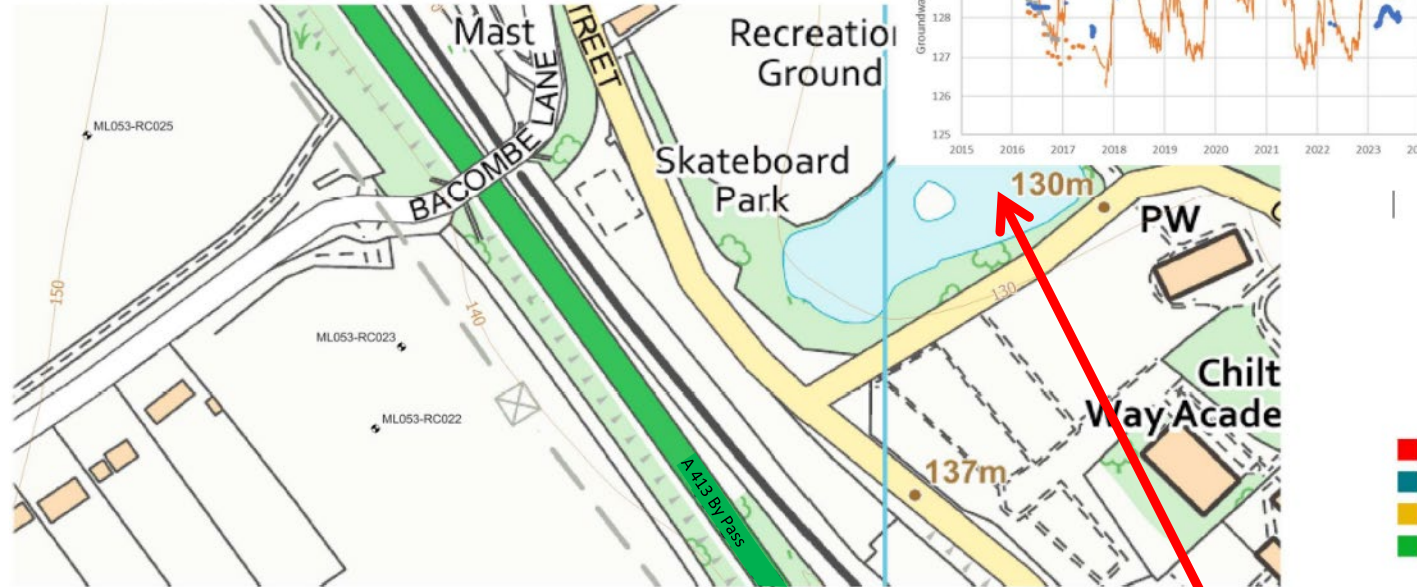 Mast
STREET
Recreatio
Ground
Groundwa
128
127
126
125
2015
2016
2017
2018
2019
2020
2021
2022
2023
ML053-RC025
BACOMBE LANE
Skateboard
Park
130m
PW
150
140
130
ML053-RC023
ML053-RC022
Chilt
Way Acade
137m
A 413 By Pass